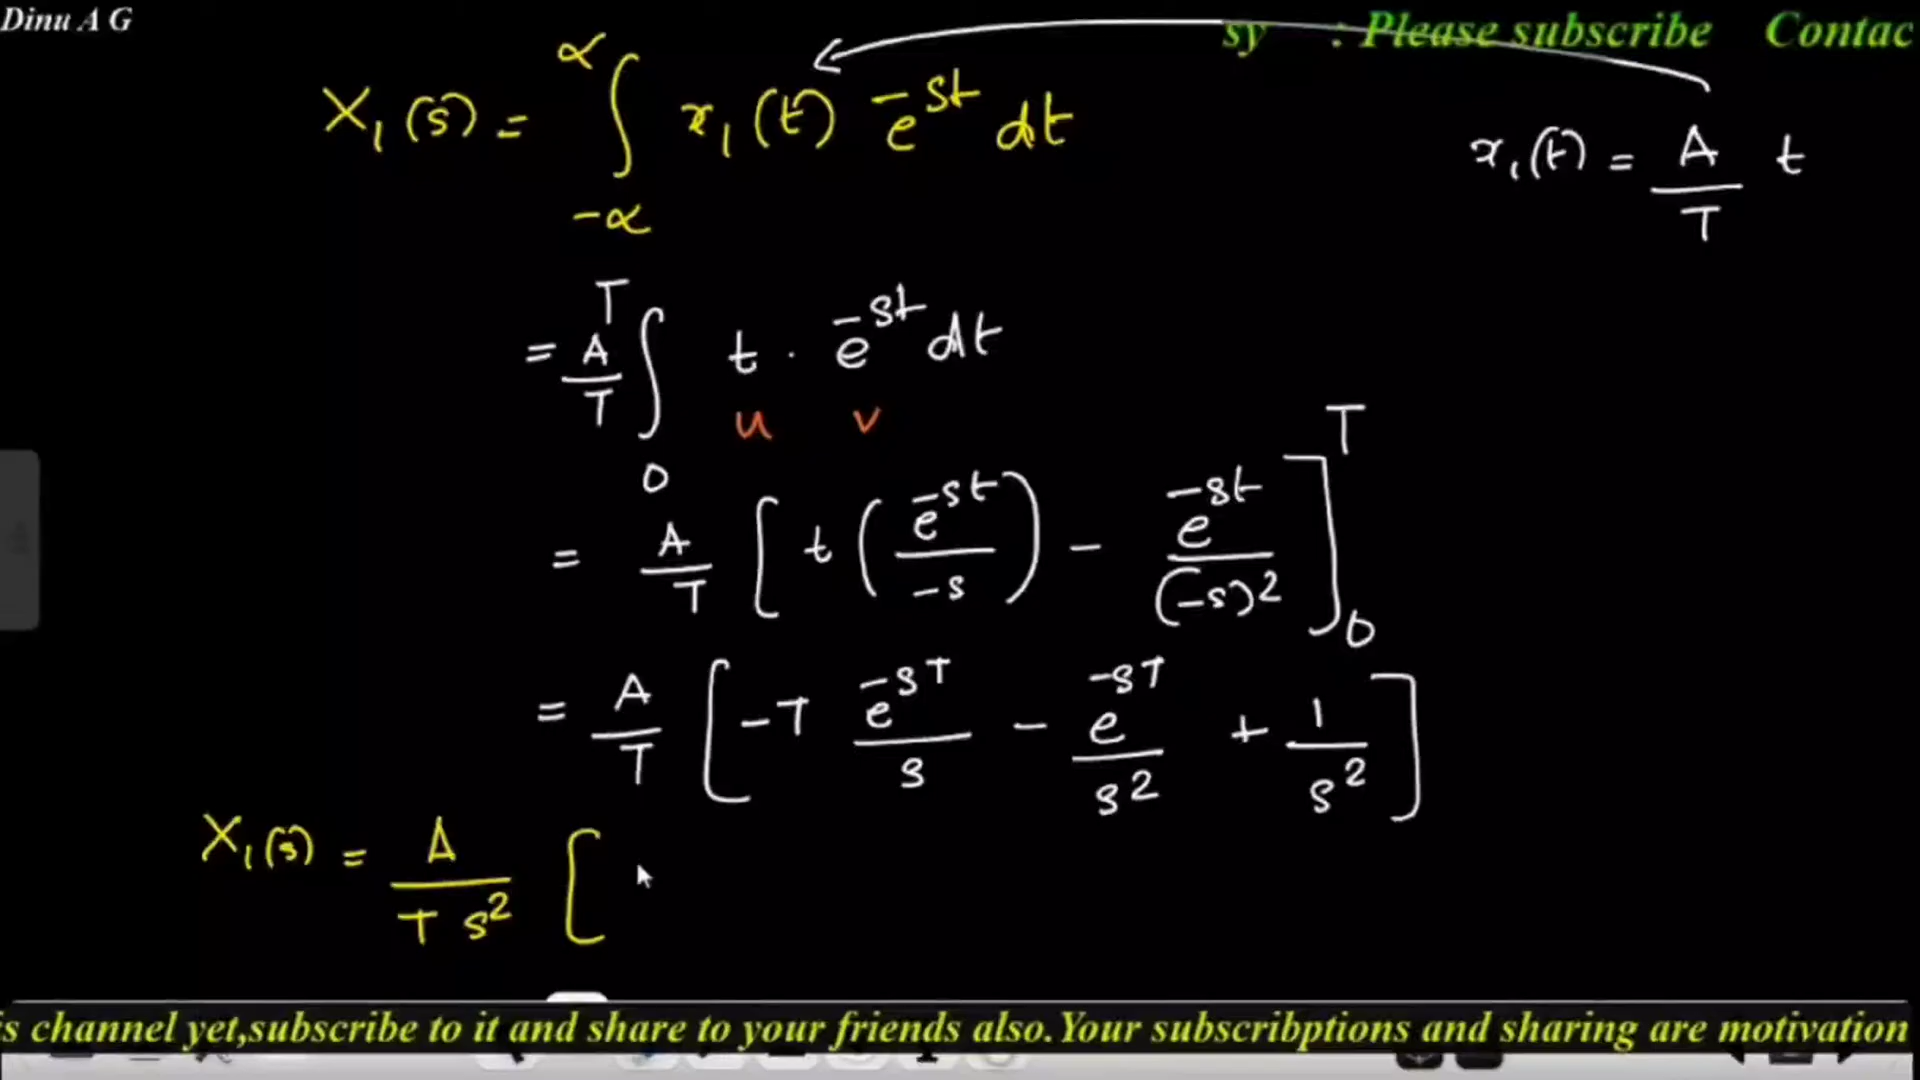 Dinu A G
sy : Please subscribe Contac
X₁(s) = ∫_{-∝}^{∝} x₁(t) e^{-st} dt
x₁(t) = A/T t
= A/T ∫_0^T t . e^{-st} dt
u v
= A/T [ t ( e^{-st} / -s ) - e^{-st} / (-s)² ]_0^T
= A/T [ -T e^{-sT} / s - e^{-sT} / s² + 1 / s² ]
X₁(s) = A / T s² [
s channel yet,subscribe to it and share to your friends also.Your subscribptions and sharing are motivation